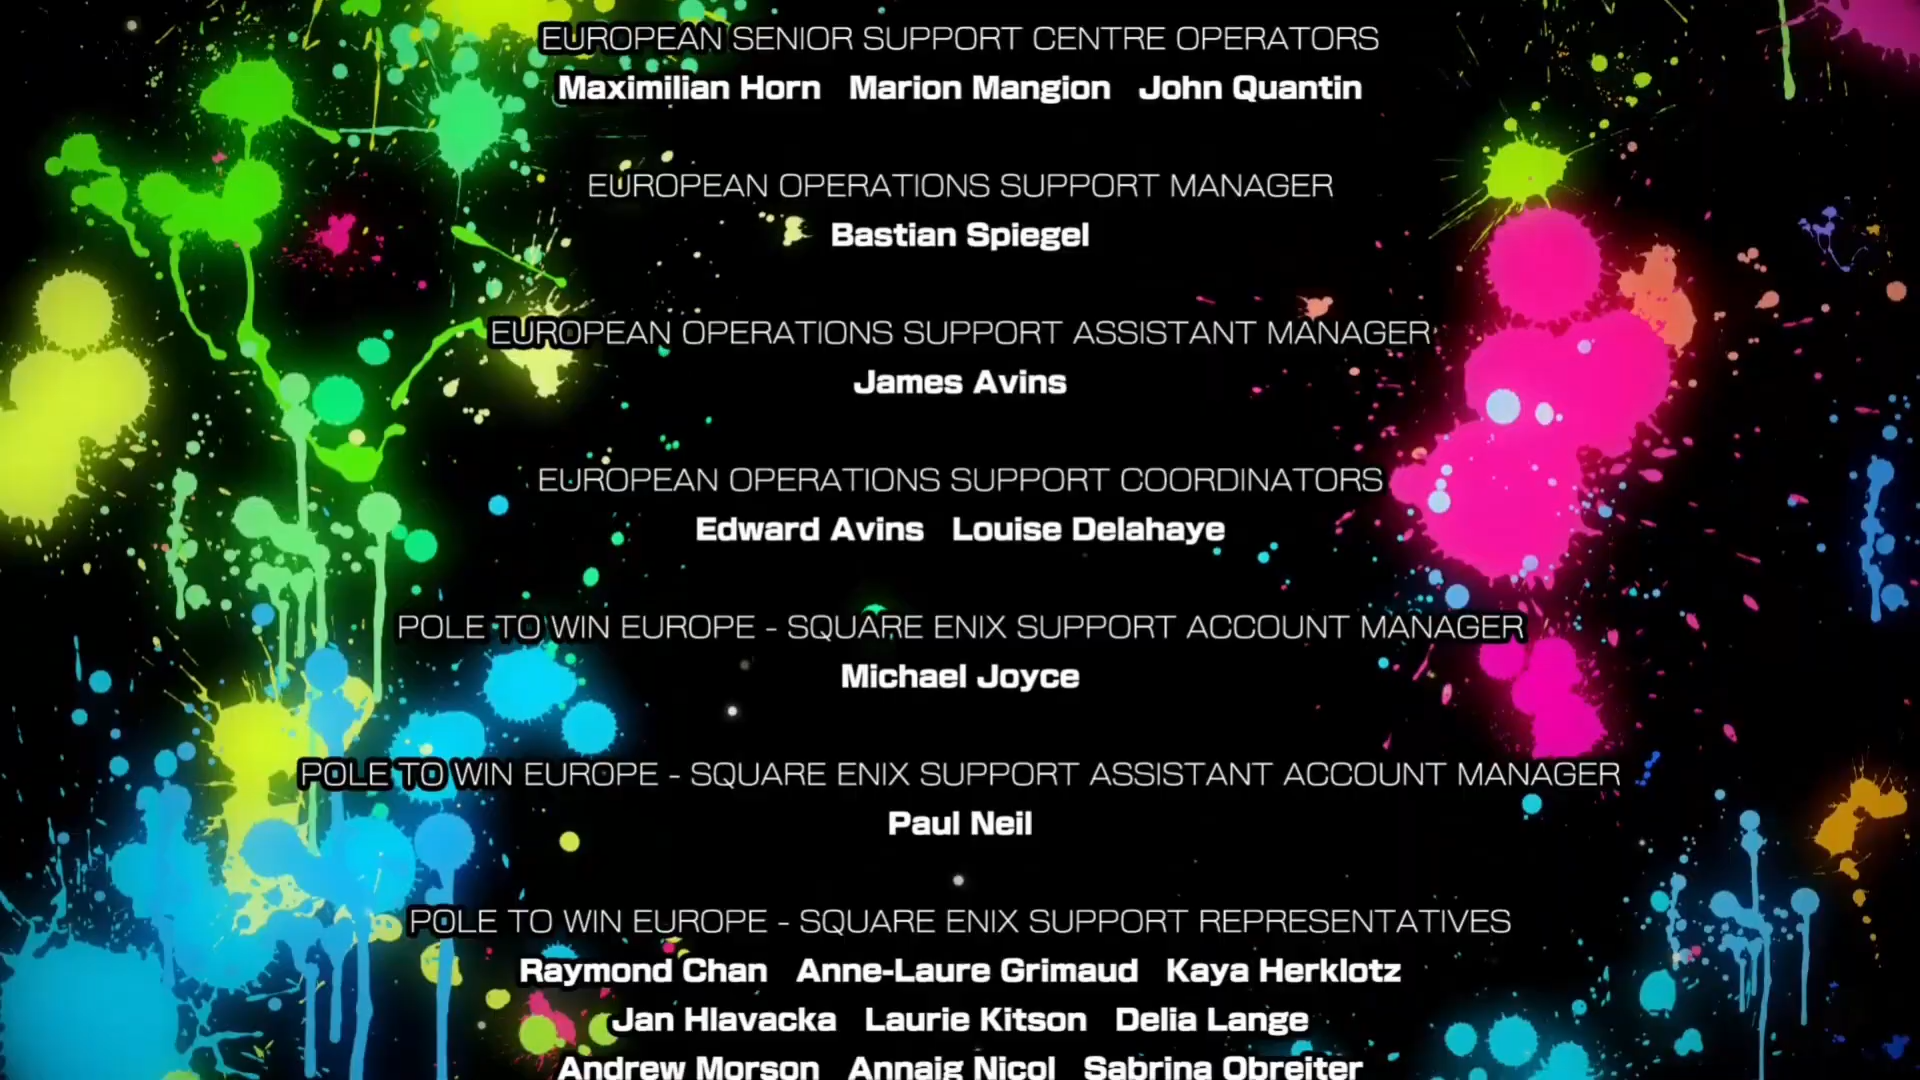 EUROPEAN SENIOR SUPPORT CENTRE OPERATORS
Maximilian Horn Marion Mangion John Quantin
EUROPEAN OPERATIONS SUPPORT MANAGER
Bastian Spiegel
EUROPEAN OPERATIONS SUPPORT ASSISTANT MANAGER
James Avins
EUROPEAN OPERATIONS SUPPORT COORDINATORS
Edward Avins Louise Delahaye
POLE TO WIN EUROPE - SQUARE ENIX SUPPORT ACCOUNT MANAGER
Michael Joyce
POLE TO WIN EUROPE - SQUARE ENIX SUPPORT ASSISTANT ACCOUNT MANAGER
Paul Neil
POLE TO WIN EUROPE - SQUARE ENIX SUPPORT REPRESENTATIVES
Raymond Chan Anne-Laure Grimaud Kaya Herklotz
Jan Hlavacka Laurie Kitson Delia Lange
Andrew Morson Annaig Nicol Sabrina Obreiter